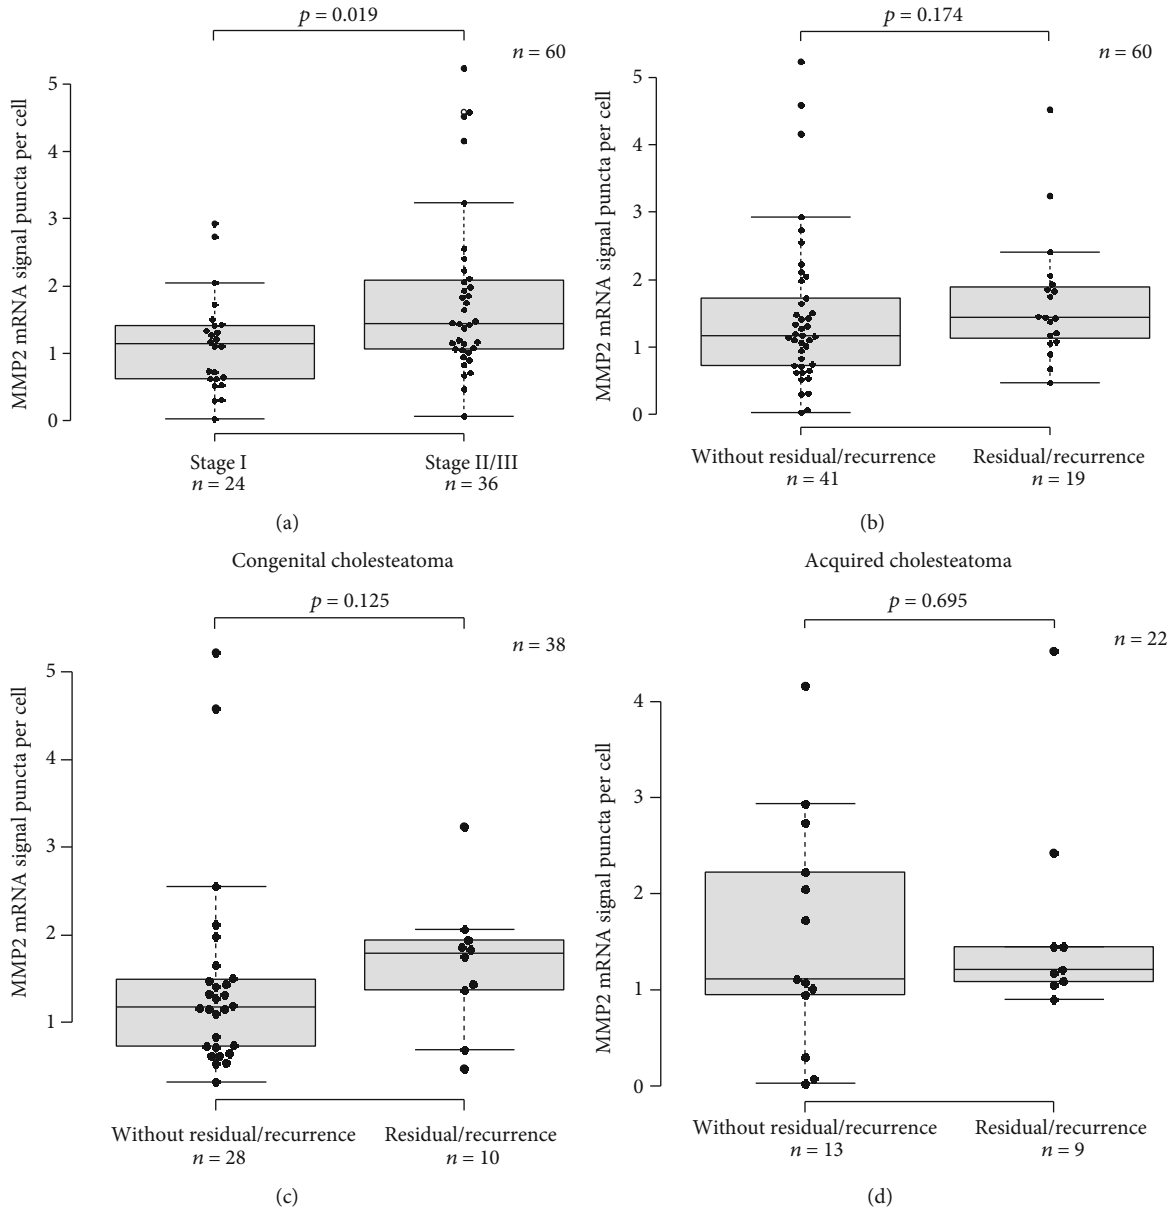 p = 0.019
n = 60
MMP2 mRNA signal puncta per cell
5
4
3
2
1
0
Stage I
n = 24
Stage II/III
n = 36
(a)
p = 0.174
n = 60
MMP2 mRNA signal puncta per cell
5
4
3
2
1
0
Without residual/recurrence
n = 41
Residual/recurrence
n = 19
(b)
Congenital cholesteatoma
p = 0.125
n = 38
MMP2 mRNA signal puncta per cell
5
4
3
2
1
Without residual/recurrence
n = 28
Residual/recurrence
n = 10
(c)
Acquired cholesteatoma
p = 0.695
n = 22
MMP2 mRNA signal puncta per cell
4
3
2
1
0
Without residual/recurrence
n = 13
Residual/recurrence
n = 9
(d)